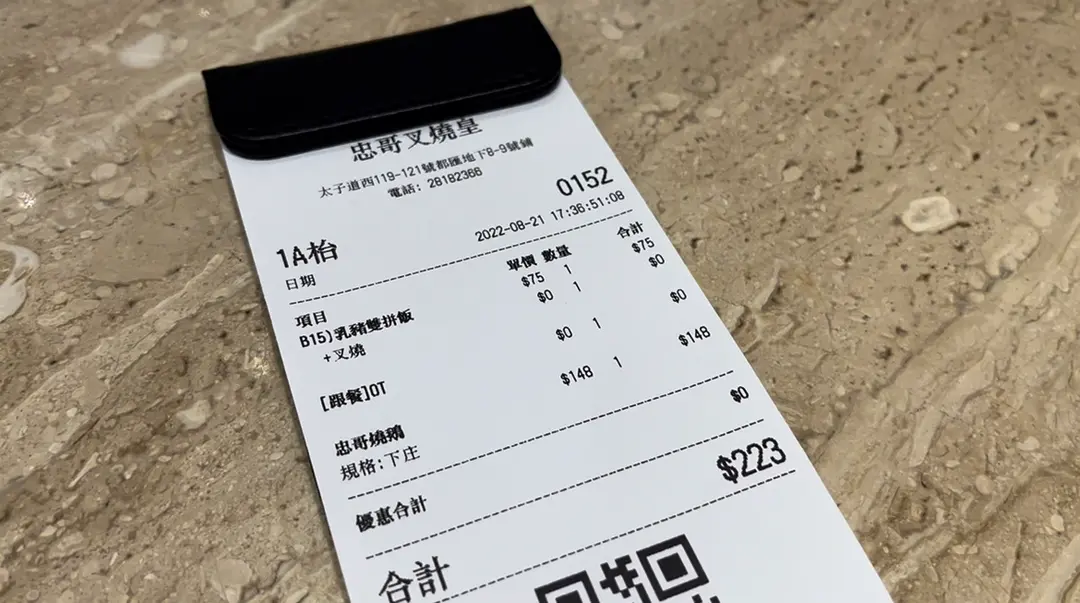 忠哥叉燒皇
太子道西119-121號都匯地下8-9號鋪
電話: 28182368
0152
1A枱
日期 2022-08-21 17:36:51:08
項目 單價 數量 合計
B15)乳豬雙拼飯 $75 1 $75
+叉燒 $0 1 $0
[跟餐]OT $0 1 $0
忠哥燒鵝 $148 1 $148
規格:下庄
優惠合計 $0
合計 $223